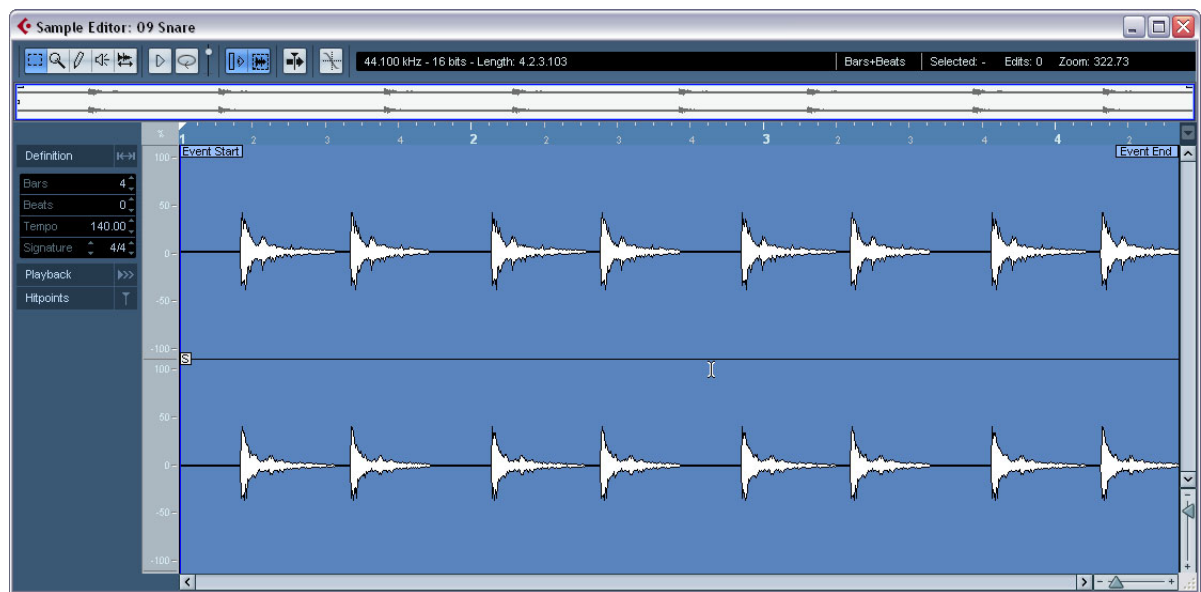 Sample Editor: 09 Snare
44.100 kHz - 16 bits - Length: 4.2.3.103
Bars+Beats
Selected: -
Edits: 0
Zoom: 322.73
%
1 2 3 4 2 2 3 4 3 2 3 4 4 2
Definition
Event Start
Event End
Bars 4
Beats 0
Tempo 140.00
Signature 4/4
Playback
Hitpoints
100
50
0
-50
-100
S
100
50
0
-50
-100